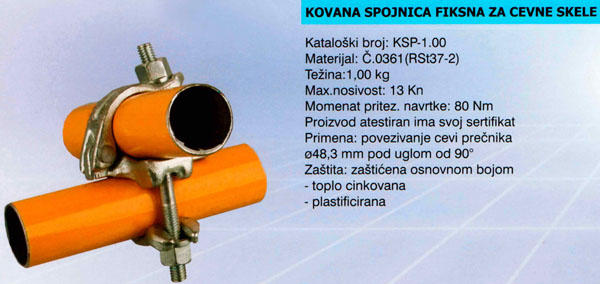 KOVANA SPOJNICA FIKSNA ZA CEVNE SKELE
Kataloški broj: KSP-1.00
Materijal: Č.0361(RSt37-2)
Težina:1,00 kg
Max.nosivost: 13 Kn
Momenat pritez. navrtke: 80 Nm
Proizvod atestiran ima svoj sertifikat
Primena: povezivanje cevi prečnika
ø48,3 mm pod uglom od 90°
Zaštita: zaštićena osnovnom bojom
- toplo cinkovana
- plastificirana